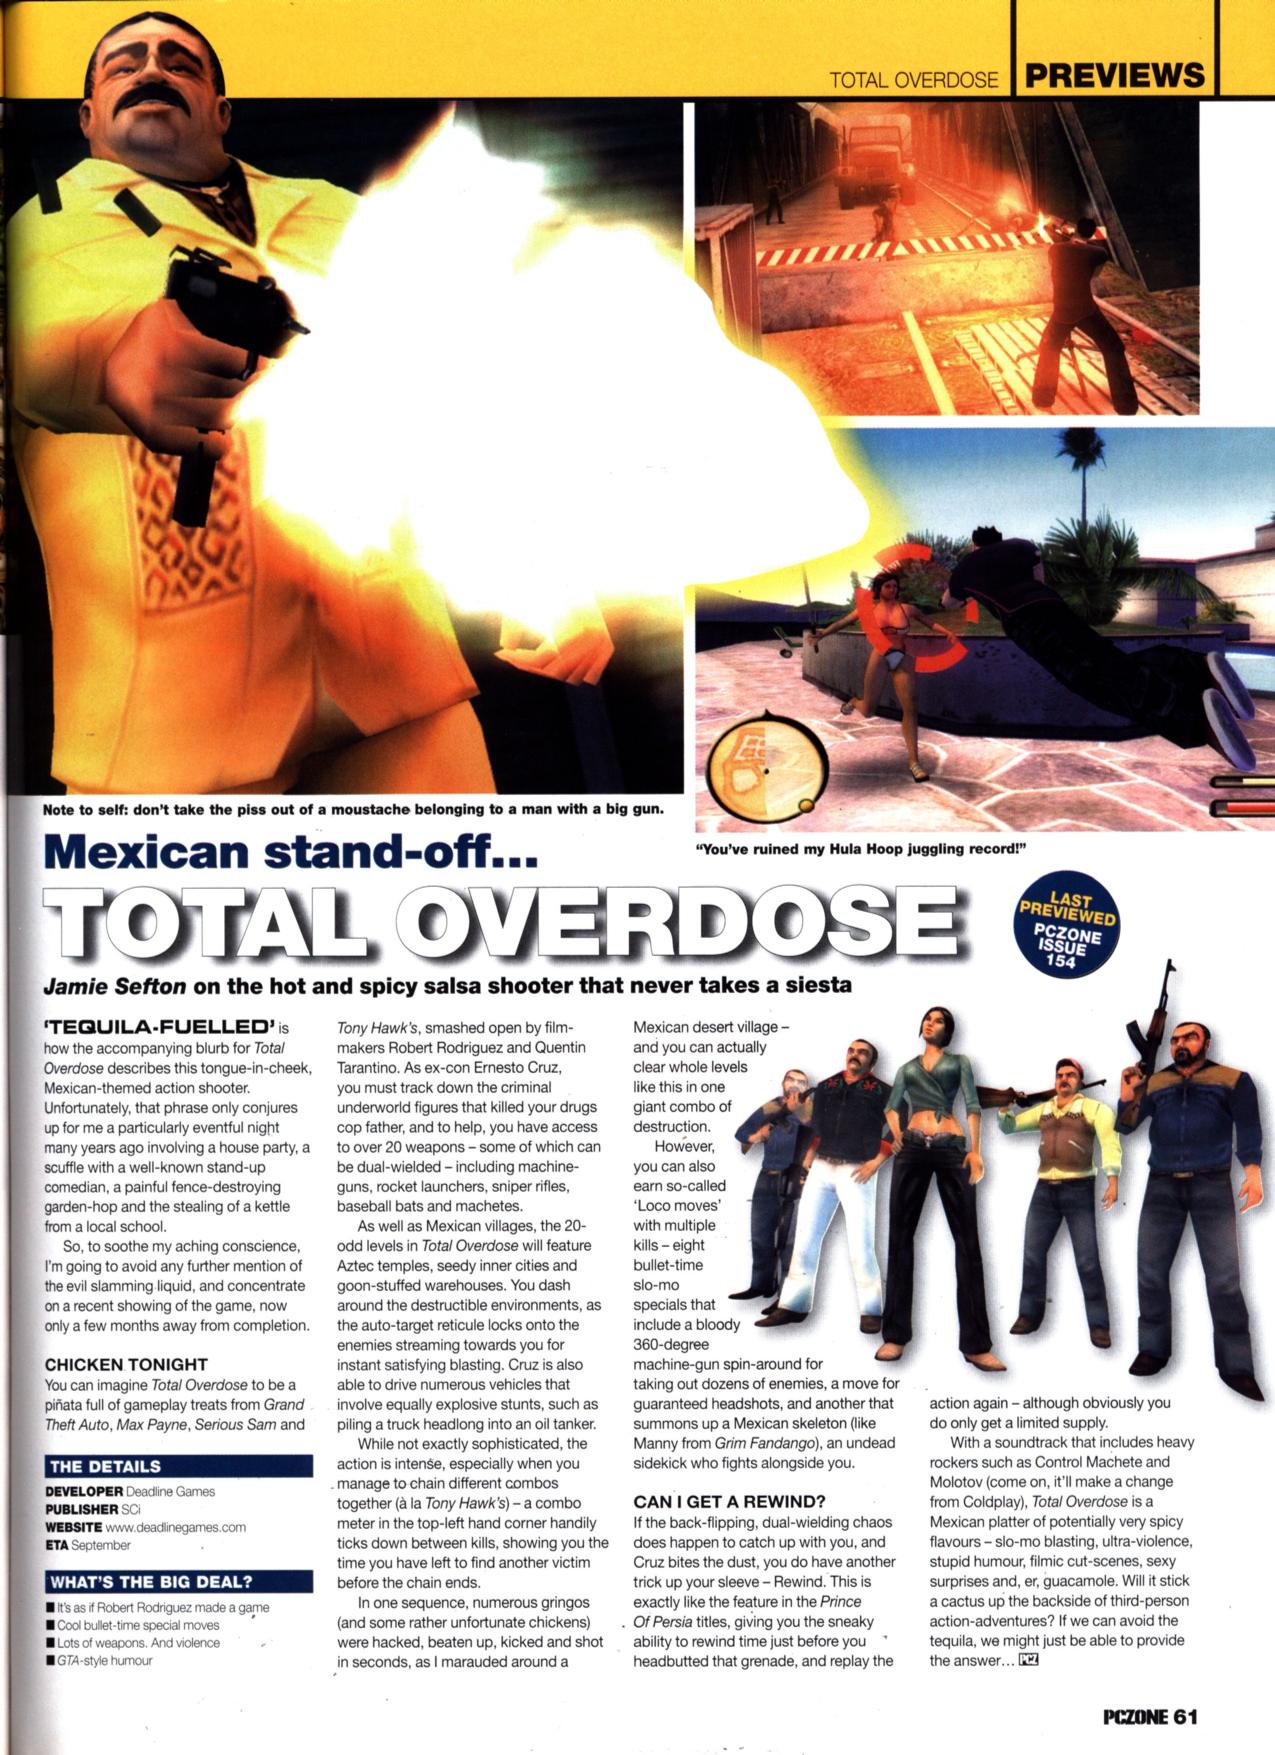 TOTAL OVERDOSE
PREVIEWS
Note to self: don't take the piss out of a moustache belonging to a man with a big gun.
"You've ruined my Hula Hoop juggling record!"
Mexican stand-off...
TOTAL OVERDOSE
LAST
PREVIEWED
PCZONE
ISSUE
154
Jamie Sefton on the hot and spicy salsa shooter that never takes a siesta
'TEQUILA-FUELLED' is
how the accompanying blurb for Total
Overdose describes this tongue-in-cheek,
Mexican-themed action shooter.
Unfortunately, that phrase only conjures
up for me a particularly eventful night
many years ago involving a house party, a
scuffle with a well-known stand-up
comedian, a painful fence-destroying
garden-hop and the stealing of a kettle
from a local school.
So, to soothe my aching conscience,
I'm going to avoid any further mention of
the evil slamming liquid, and concentrate
on a recent showing of the game, now
only a few months away from completion.
CHICKEN TONIGHT
You can imagine Total Overdose to be a
piñata full of gameplay treats from Grand
Theft Auto, Max Payne, Serious Sam and
THE DETAILS
DEVELOPER Deadline Games
PUBLISHER SCi
WEBSITE www.deadlinegames.com
ETA September
WHAT'S THE BIG DEAL?
■ It's as if Robert Rodriguez made a game
■ Cool bullet-time special moves
■ Lots of weapons. And violence
■ GTA-style humour
Tony Hawk's, smashed open by film-
makers Robert Rodriguez and Quentin
Tarantino. As ex-con Ernesto Cruz,
you must track down the criminal
underworld figures that killed your drugs
cop father, and to help, you have access
to over 20 weapons – some of which can
be dual-wielded – including machine-
guns, rocket launchers, sniper rifles,
baseball bats and machetes.
As well as Mexican villages, the 20-
odd levels in Total Overdose will feature
Aztec temples, seedy inner cities and
goon-stuffed warehouses. You dash
around the destructible environments, as
the auto-target reticule locks onto the
enemies streaming towards you for
instant satisfying blasting. Cruz is also
able to drive numerous vehicles that
involve equally explosive stunts, such as
piling a truck headlong into an oil tanker.
While not exactly sophisticated, the
action is intense, especially when you
manage to chain different combos
together (à la Tony Hawk's) – a combo
meter in the top-left hand corner handily
ticks down between kills, showing you the
time you have left to find another victim
before the chain ends.
In one sequence, numerous gringos
(and some rather unfortunate chickens)
were hacked, beaten up, kicked and shot
in seconds, as I marauded around a
Mexican desert village –
and you can actually
clear whole levels
like this in one
giant combo of
destruction.
However,
you can also
earn so-called
'Loco moves'
with multiple
kills – eight
bullet-time
slo-mo
specials that
include a bloody
360-degree
machine-gun spin-around for
taking out dozens of enemies, a move for
guaranteed headshots, and another that
summons up a Mexican skeleton (like
Manny from Grim Fandango), an undead
sidekick who fights alongside you.
CAN I GET A REWIND?
If the back-flipping, dual-wielding chaos
does happen to catch up with you, and
Cruz bites the dust, you do have another
trick up your sleeve – Rewind. This is
exactly like the feature in the Prince
Of Persia titles, giving you the sneaky
ability to rewind time just before you
headbutted that grenade, and replay the
action again – although obviously you
do only get a limited supply.
With a soundtrack that includes heavy
rockers such as Control Machete and
Molotov (come on, it'll make a change
from Coldplay), Total Overdose is a
Mexican platter of potentially very spicy
flavours – slo-mo blasting, ultra-violence,
stupid humour, filmic cut-scenes, sexy
surprises and, er, guacamole. Will it stick
a cactus up the backside of third-person
action-adventures? If we can avoid the
tequila, we might just be able to provide
the answer... PCZ
PCZONE 61